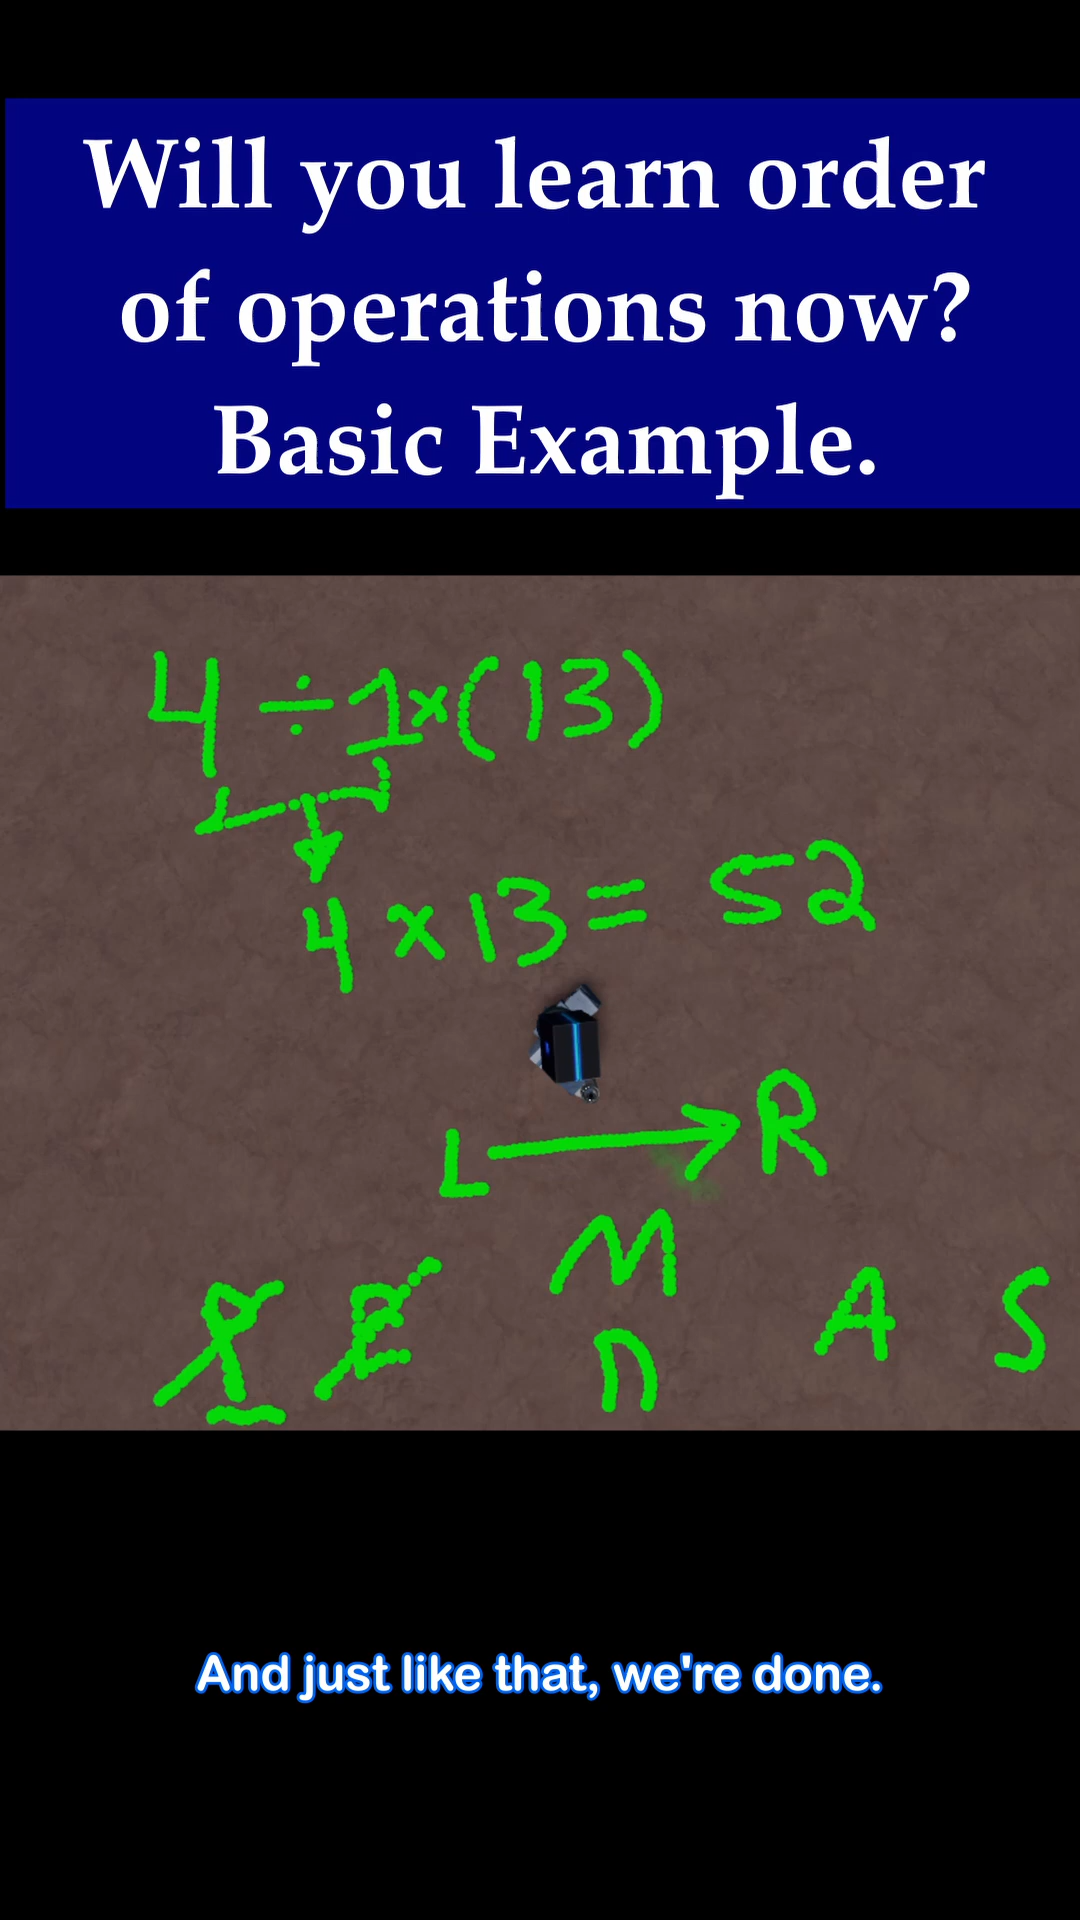 Will you learn order
of operations now?
Basic Example.
4 ÷ 1 × (13)
4 × 13 = 52
L → R
P E M A S
D
And just like that, we're done.